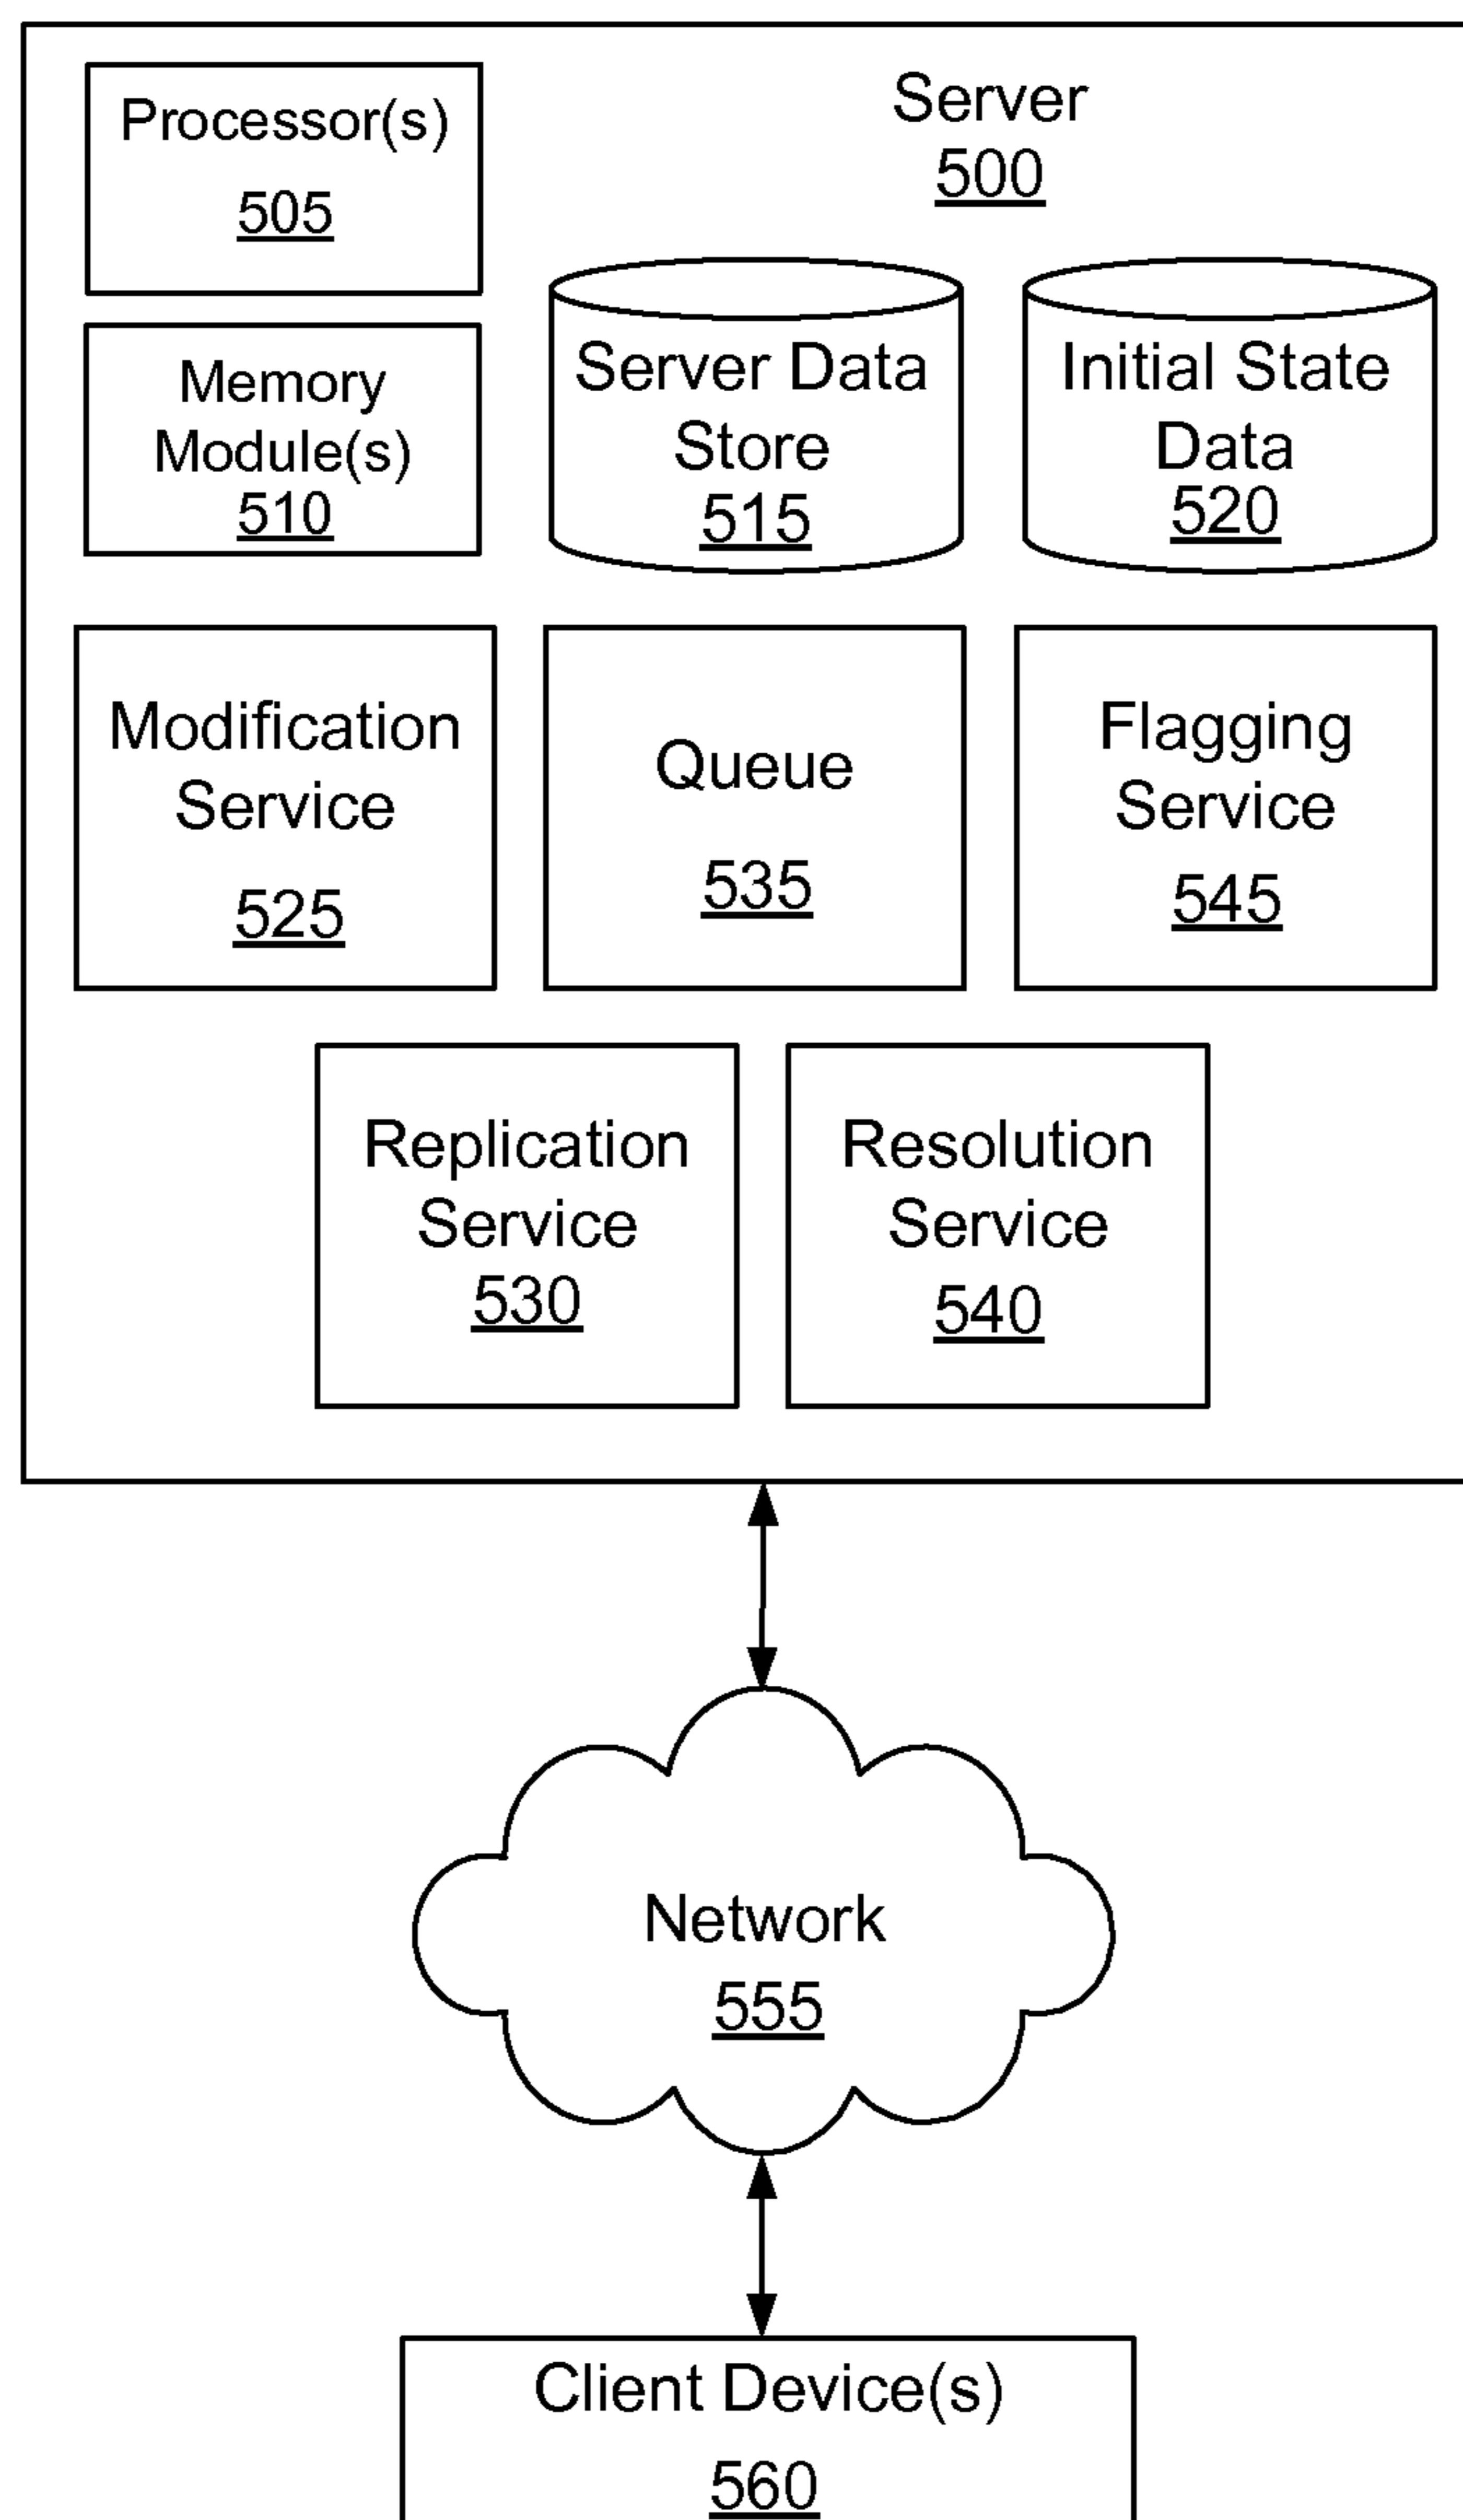 Processor(s)
505
Server
500
Memory
Module(s)
510
Server Data
Store
515
Initial State
Data
520
Modification
Service
525
Queue
535
Flagging
Service
545
Replication
Service
530
Resolution
Service
540
Network
555
Client Device(s)
560